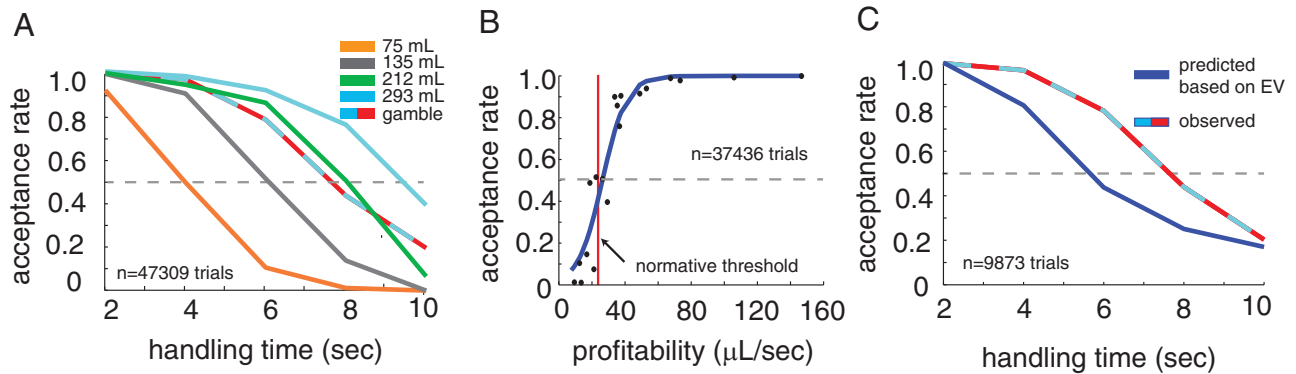 A
75 mL
135 mL
212 mL
293 mL
gamble
acceptance rate
1.0
0.8
0.6
0.4
0.2
0
n=47309 trials
2 4 6 8 10
handling time (sec)
B
acceptance rate
1.0
0.8
0.6
0.4
0.2
0
n=37436 trials
normative threshold
0 40 80 120 160
profitability (μL/sec)
C
predicted
based on EV
observed
acceptance rate
1.0
0.8
0.6
0.4
0.2
0
n=9873 trials
2 4 6 8 10
handling time (sec)